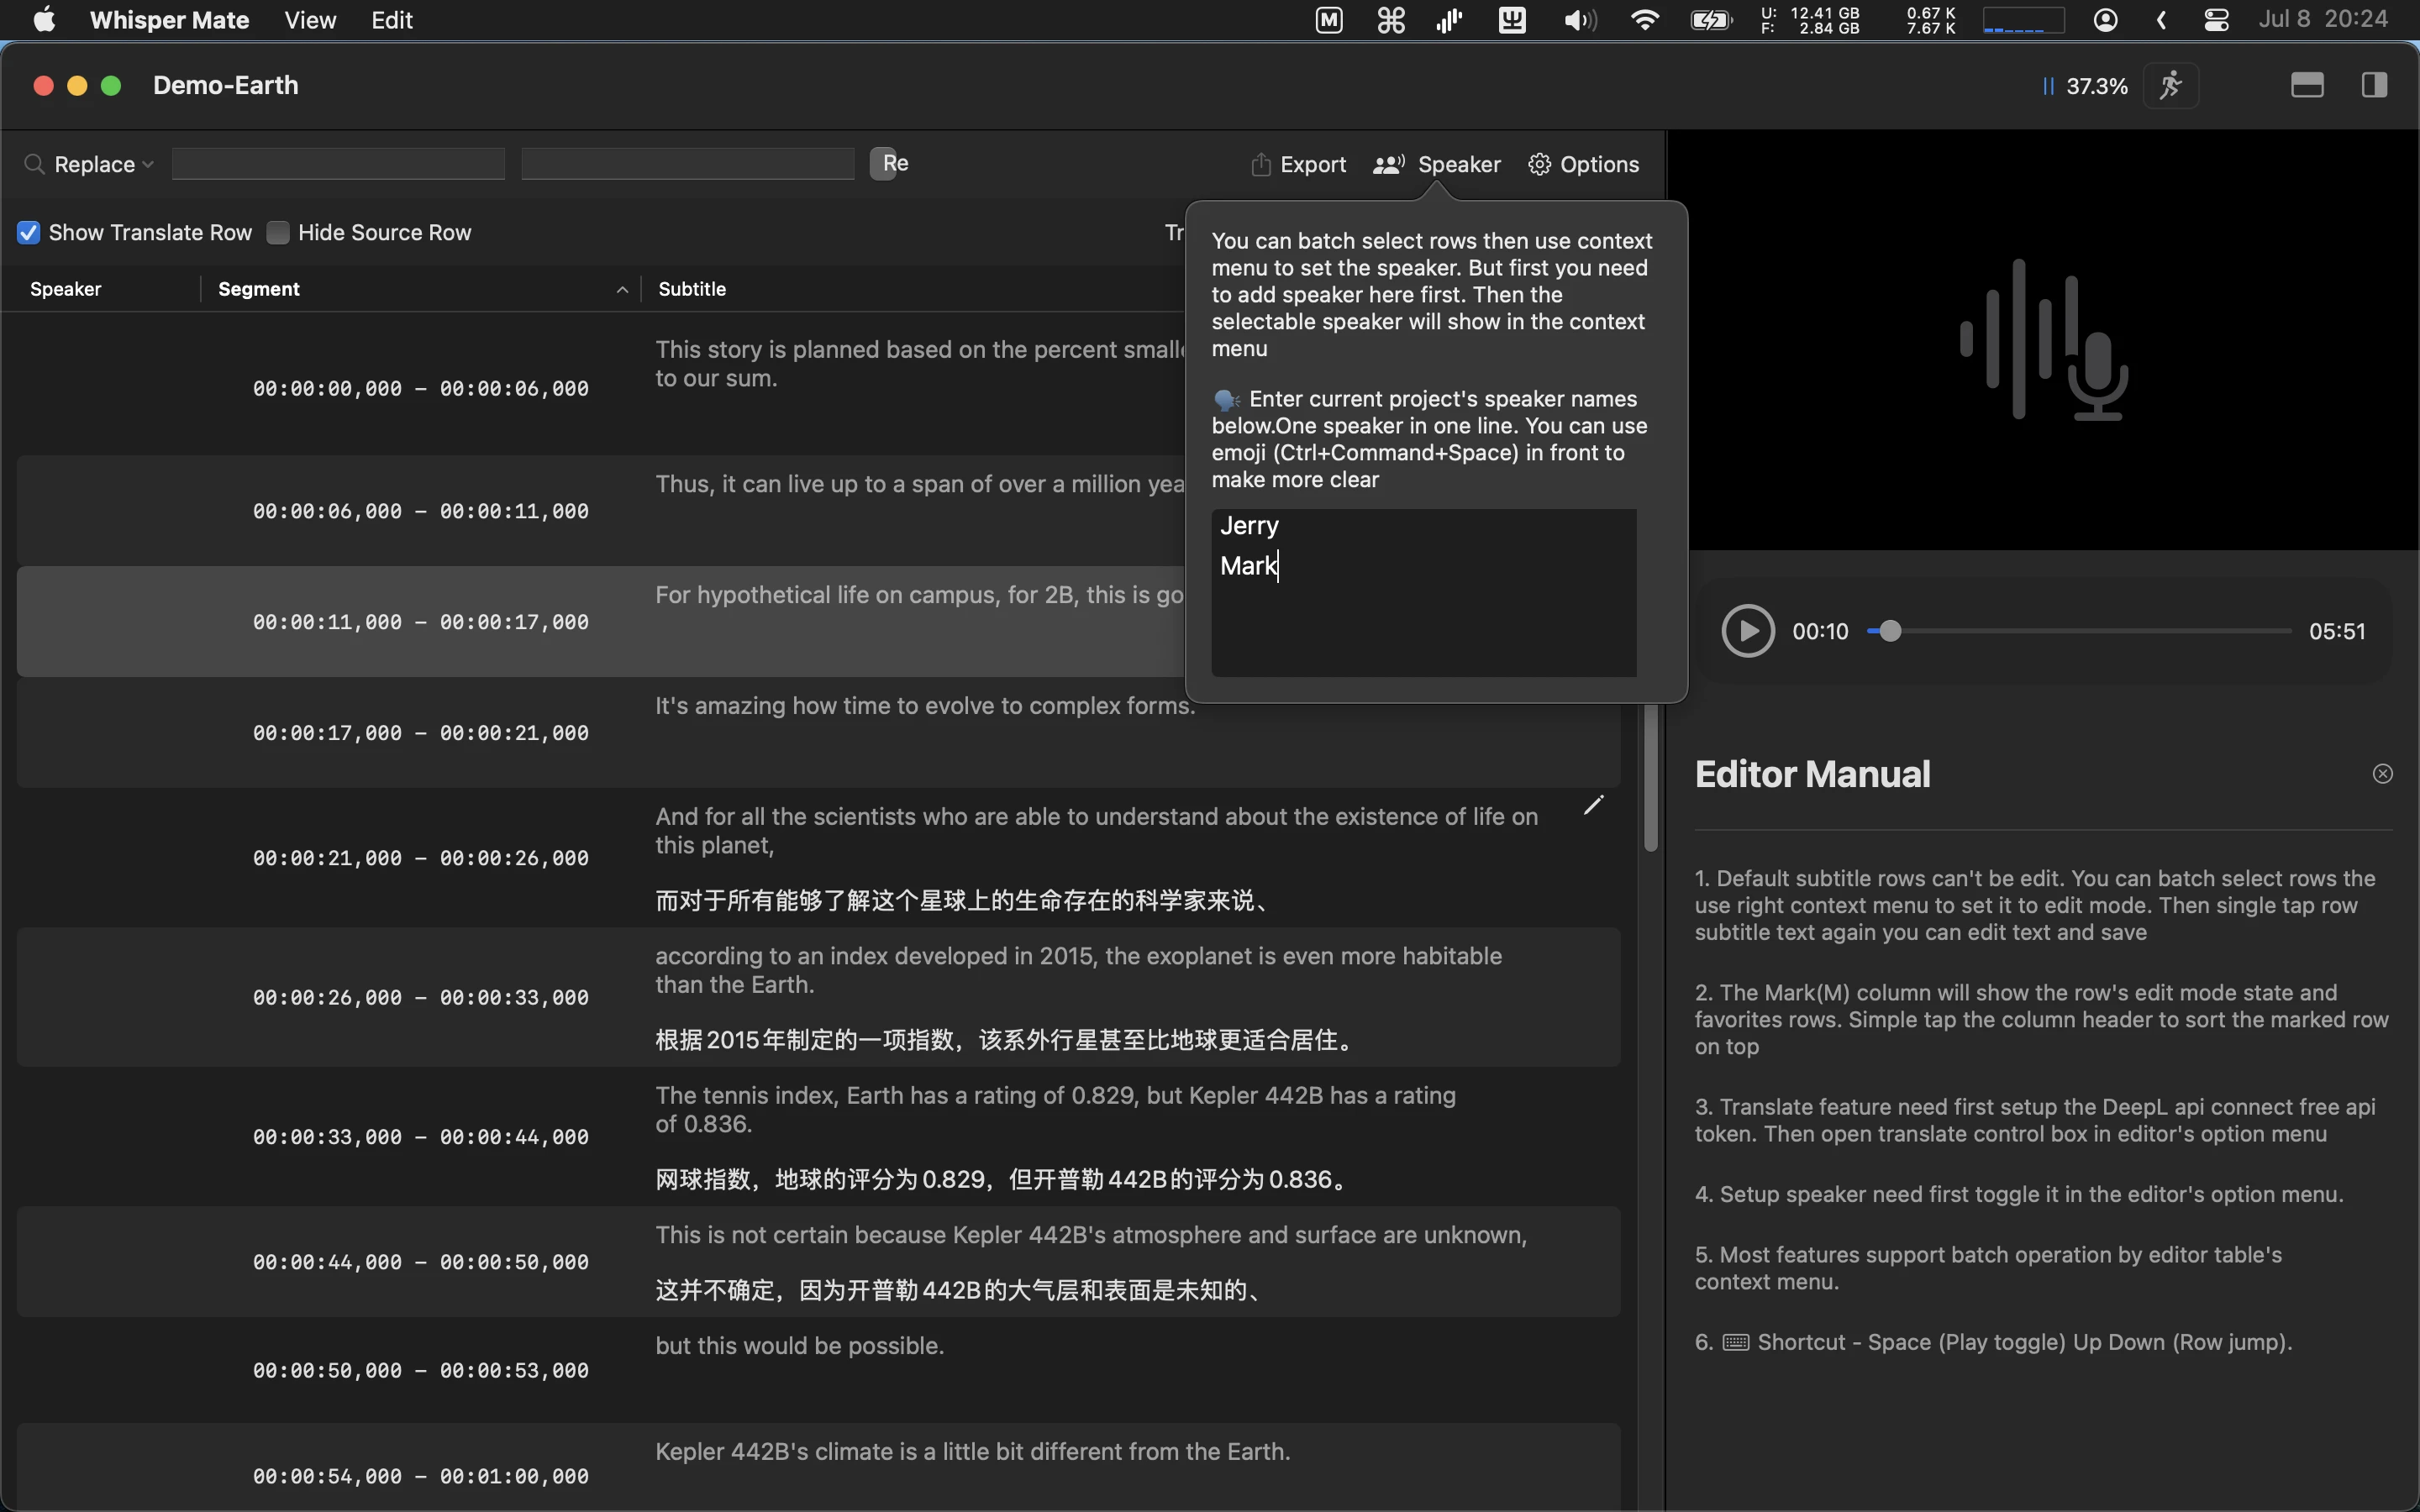 Whisper Mate View Edit
U: 12.41 GB
F: 2.84 GB
0.67 K
7.67 K
Jul 8 20:24
Demo-Earth
37.3%
Replace
Re
Export
Speaker
Options
Show Translate Row
Hide Source Row
Tr
Speaker
Segment
Subtitle
00:00:00,000 – 00:00:06,000
This story is planned based on the percent smalle
to our sum.
00:00:06,000 – 00:00:11,000
Thus, it can live up to a span of over a million yea
00:00:11,000 – 00:00:17,000
For hypothetical life on campus, for 2B, this is go
00:00:17,000 – 00:00:21,000
It's amazing how time to evolve to complex forms.
00:00:21,000 – 00:00:26,000
And for all the scientists who are able to understand about the existence of life on
this planet,
而对于所有能够了解这个星球上的生命存在的科学家来说、
00:00:26,000 – 00:00:33,000
according to an index developed in 2015, the exoplanet is even more habitable
than the Earth.
根据2015年制定的一项指数，该系外行星甚至比地球更适合居住。
00:00:33,000 – 00:00:44,000
The tennis index, Earth has a rating of 0.829, but Kepler 442B has a rating
of 0.836.
网球指数，地球的评分为0.829，但开普勒442B的评分为0.836。
00:00:44,000 – 00:00:50,000
This is not certain because Kepler 442B's atmosphere and surface are unknown,
这并不确定，因为开普勒442B的大气层和表面是未知的、
00:00:50,000 – 00:00:53,000
but this would be possible.
00:00:54,000 – 00:01:00,000
Kepler 442B's climate is a little bit different from the Earth.
You can batch select rows then use context
menu to set the speaker. But first you need
to add speaker here first. Then the
selectable speaker will show in the context
menu
🗣️ Enter current project's speaker names
below.One speaker in one line. You can use
emoji (Ctrl+Command+Space) in front to
make more clear
Jerry
Mark
00:10
05:51
Editor Manual
1. Default subtitle rows can't be edit. You can batch select rows the
use right context menu to set it to edit mode. Then single tap row
subtitle text again you can edit text and save
2. The Mark(M) column will show the row's edit mode state and
favorites rows. Simple tap the column header to sort the marked row
on top
3. Translate feature need first setup the DeepL api connect free api
token. Then open translate control box in editor's option menu
4. Setup speaker need first toggle it in the editor's option menu.
5. Most features support batch operation by editor table's
context menu.
6. ⌨ Shortcut - Space (Play toggle) Up Down (Row jump).